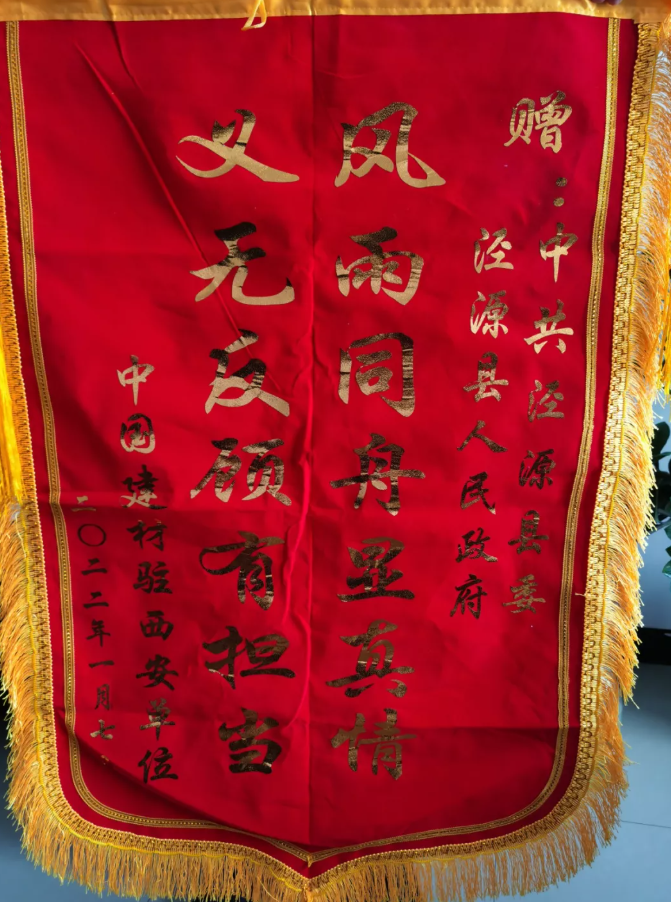 赠：中共泾源县委
泾源县人民政府
风雨同舟显真情
义无反顾有担当
中国建材驻西安单位
二〇二二年一月七